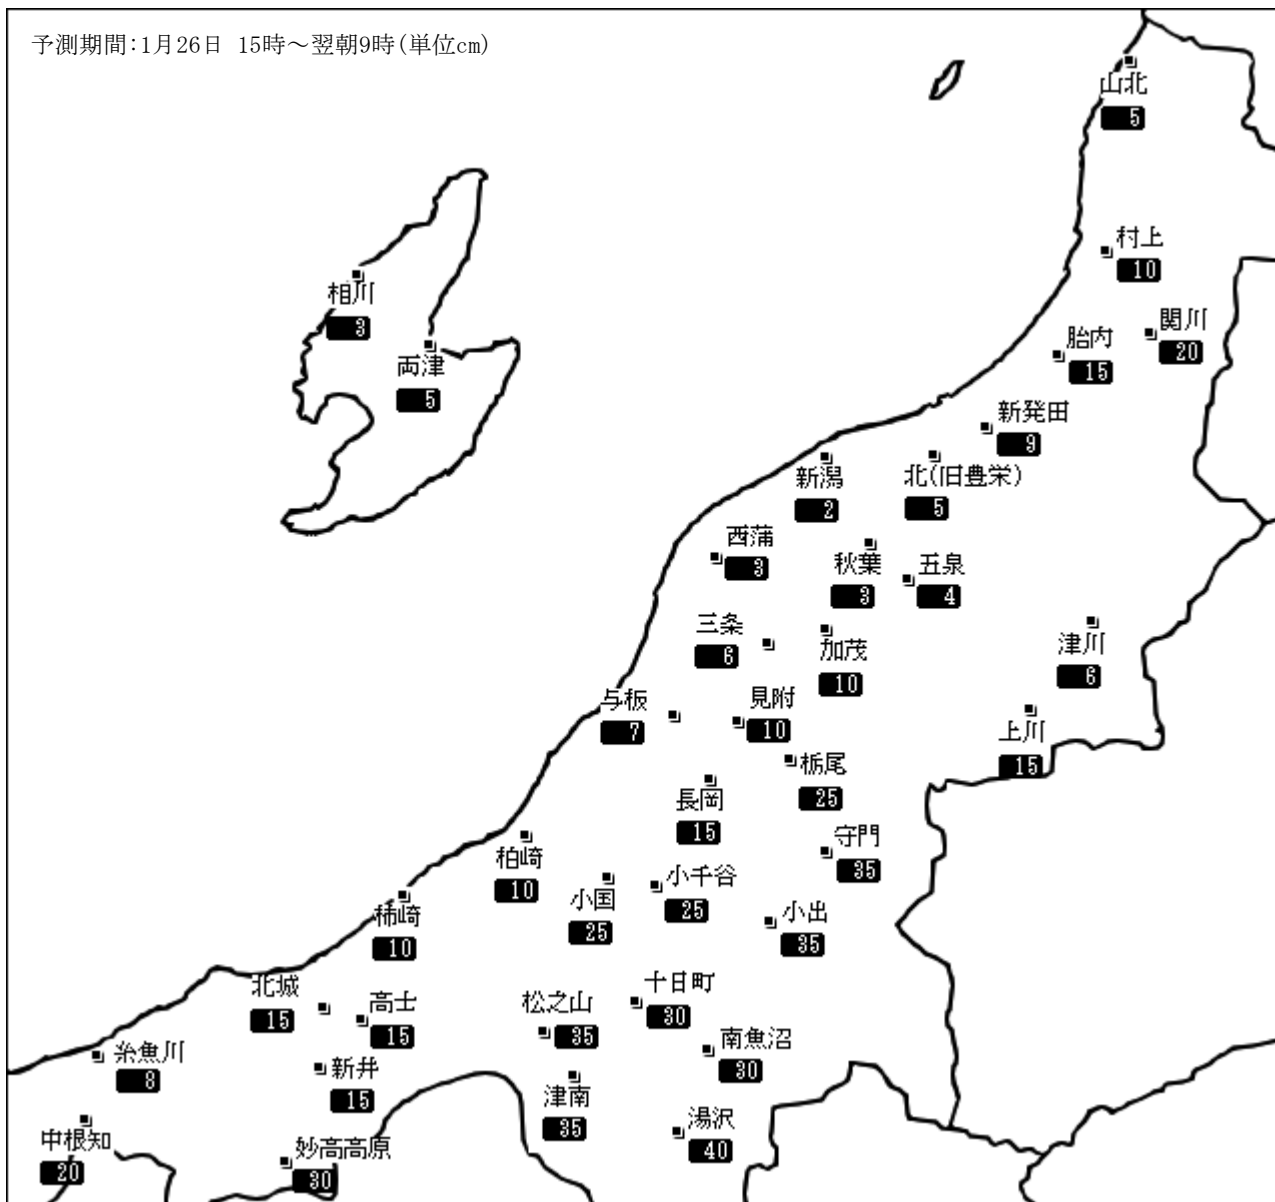 予測期間:1月26日 15時～翌朝9時(単位cm)
山北
5
村上
10
相川
3
関川
20
胎内
15
両津
5
新発田
9
新潟
2
北(旧豊栄)
5
西蒲
3
秋葉
3
五泉
4
三条
6
加茂
10
津川
6
与板
7
見附
10
上川
15
栃尾
25
長岡
15
守門
35
柏崎
10
小国
25
小千谷
25
小出
35
柿崎
10
北城
15
高士
15
松之山
35
十日町
30
南魚沼
30
糸魚川
8
新井
15
津南
35
湯沢
40
中根知
20
妙高高原
30